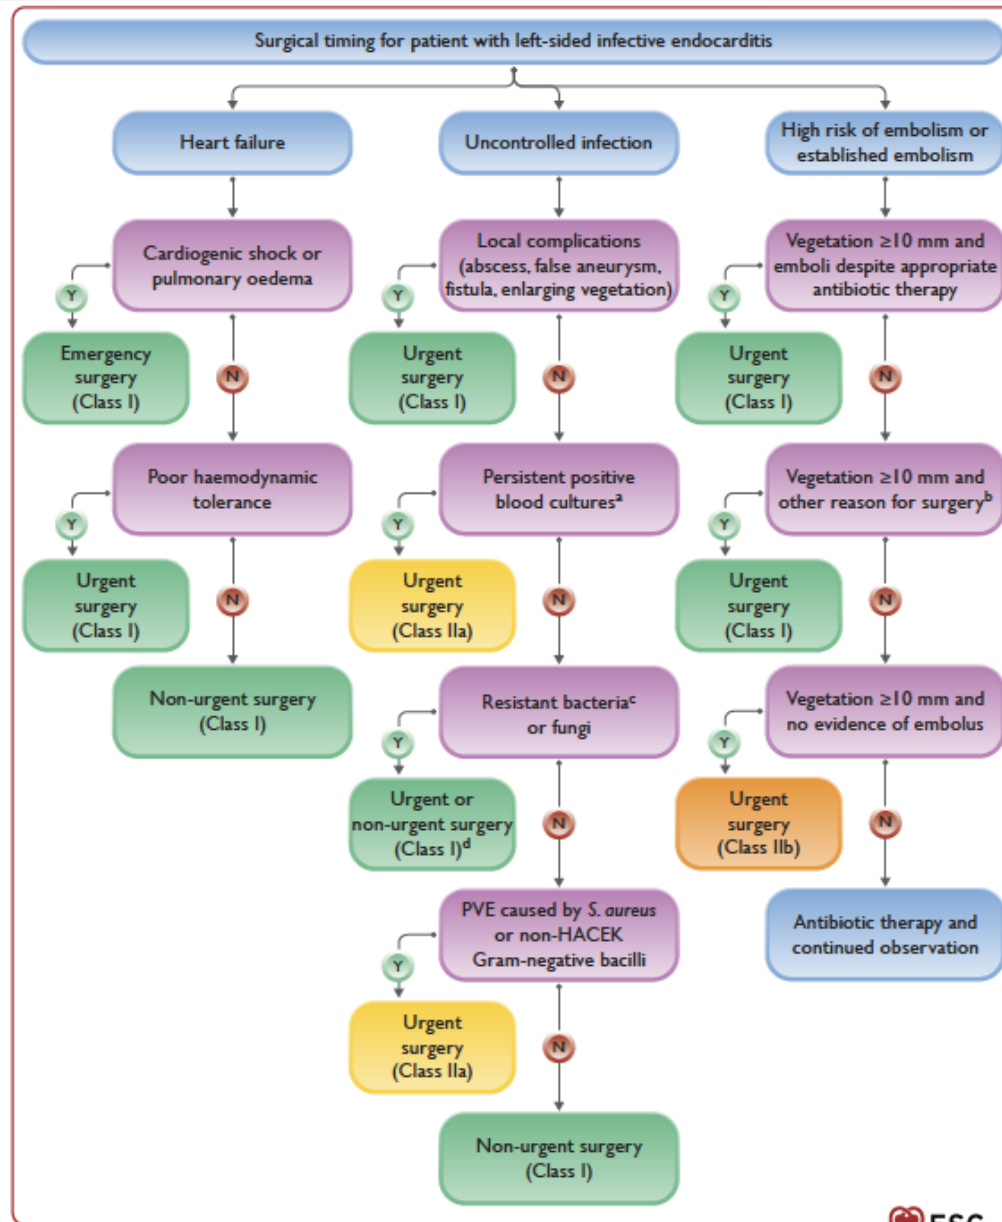 Surgical timing for patient with left-sided infective endocarditis
Heart failure
Uncontrolled infection
High risk of embolism or
established embolism
Cardiogenic shock or
pulmonary oedema
Local complications
(abscess, false aneurysm,
fistula, enlarging vegetation)
Vegetation ≥10 mm and
emboli despite appropriate
antibiotic therapy
Y
Y
Y
Emergency
surgery
(Class I)
N
Urgent
surgery
(Class I)
N
Urgent
surgery
(Class I)
N
Poor haemodynamic
tolerance
Persistent positive
blood culturesᵃ
Vegetation ≥10 mm and
other reason for surgeryᵇ
Y
Y
Y
Urgent
surgery
(Class I)
N
Urgent
surgery
(Class IIa)
N
Urgent
surgery
(Class I)
N
Non-urgent surgery
(Class I)
Resistant bacteriaᶜ
or fungi
Vegetation ≥10 mm and
no evidence of embolus
Y
Y
Urgent or
non-urgent surgery
(Class I)ᵈ
N
Urgent
surgery
(Class IIb)
N
PVE caused by S. aureus
or non-HACEK
Gram-negative bacilli
Antibiotic therapy and
continued observation
Y
Urgent
surgery
(Class IIa)
N
Non-urgent surgery
(Class I)
ESC